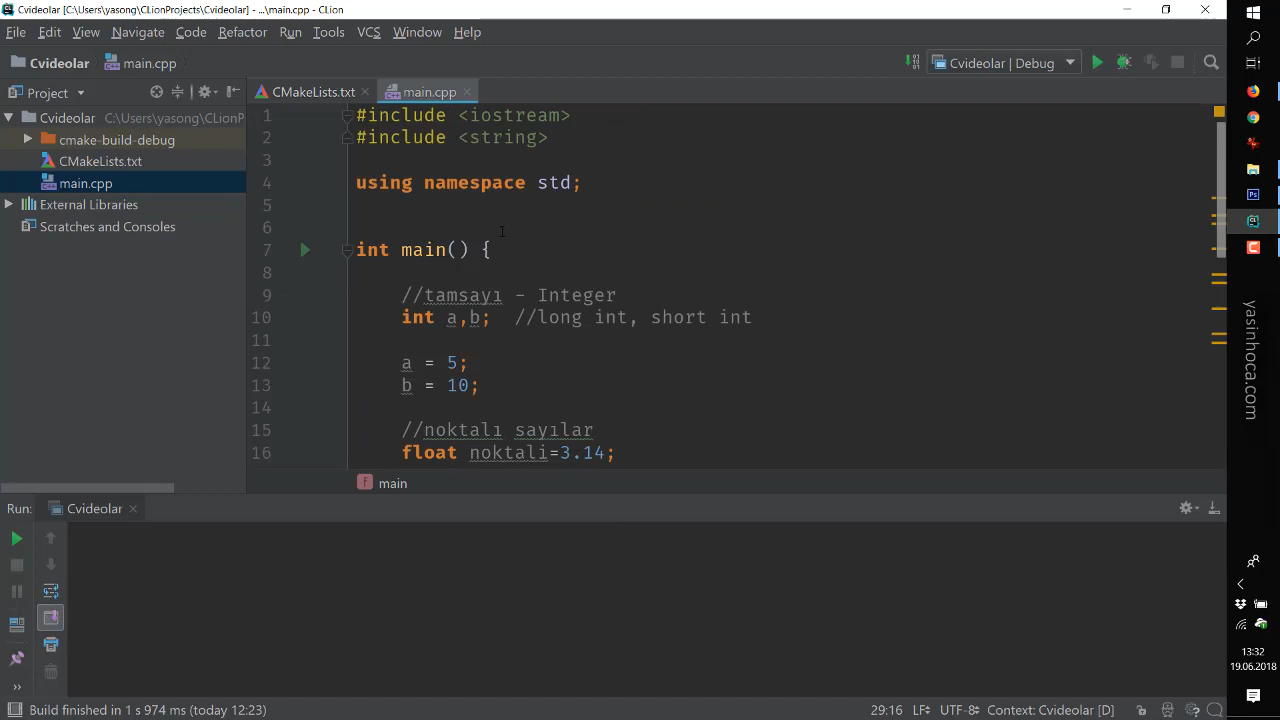 Cvideolar [C:\Users\yasong\CLionProjects\Cvideolar] - ...\main.cpp - CLion
File Edit View Navigate Code Refactor Run Tools VCS Window Help
Cvideolar main.cpp
Cvideolar | Debug
Project
CMakeLists.txt
main.cpp
Cvideolar C:\Users\yasong\CLionP
cmake-build-debug
CMakeLists.txt
main.cpp
External Libraries
Scratches and Consoles
1 #include <iostream>
2 #include <string>
3
4 using namespace std;
5
6
7 int main() {
8
9 //tamsayı - Integer
10 int a,b; //long int, short int
11
12 a = 5;
13 b = 10;
14
15 //noktalı sayılar
16 float noktali=3.14;
main
Run: Cvideolar
Build finished in 1 s 974 ms (today 12:23)
29:16 LF÷ UTF-8÷ Context: Cvideolar [D]
yasinhoca.com
13:32
19.06.2018